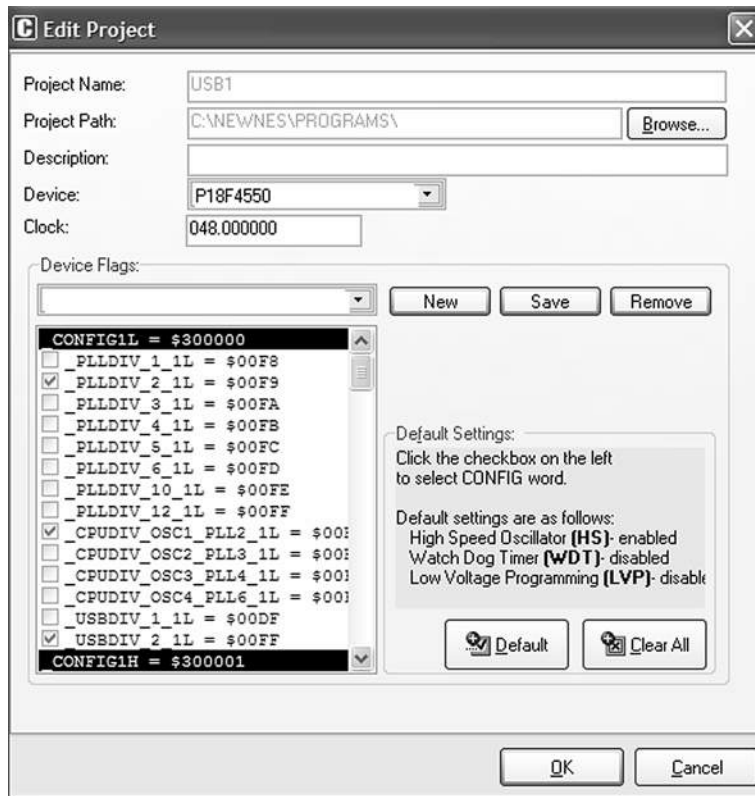 C Edit Project
Project Name: USB1
Project Path: C:\NEWNES\PROGRAMS\ Browse...
Description:
Device: P18F4550
Clock: 048.000000
Device Flags:
New Save Remove
_CONFIG1L = $300000
_PLLDIV_1_1L = $00F8
_PLLDIV_2_1L = $00F9
_PLLDIV_3_1L = $00FA
_PLLDIV_4_1L = $00FB
_PLLDIV_5_1L = $00FC
_PLLDIV_6_1L = $00FD
_PLLDIV_10_1L = $00FE
_PLLDIV_12_1L = $00FF
_CPUDIV_OSC1_PLL2_1L = $00
_CPUDIV_OSC2_PLL3_1L = $00
_CPUDIV_OSC3_PLL4_1L = $00
_CPUDIV_OSC4_PLL6_1L = $00
_USBDIV_1_1L = $00DF
_USBDIV_2_1L = $00FF
_CONFIG1H = $300001
Default Settings:
Click the checkbox on the left
to select CONFIG word.
Default settings are as follows:
High Speed Oscillator (HS)- enabled
Watch Dog Timer (WDT)- disabled
Low Voltage Programming (LVP)- disable
Default Clear All
OK Cancel